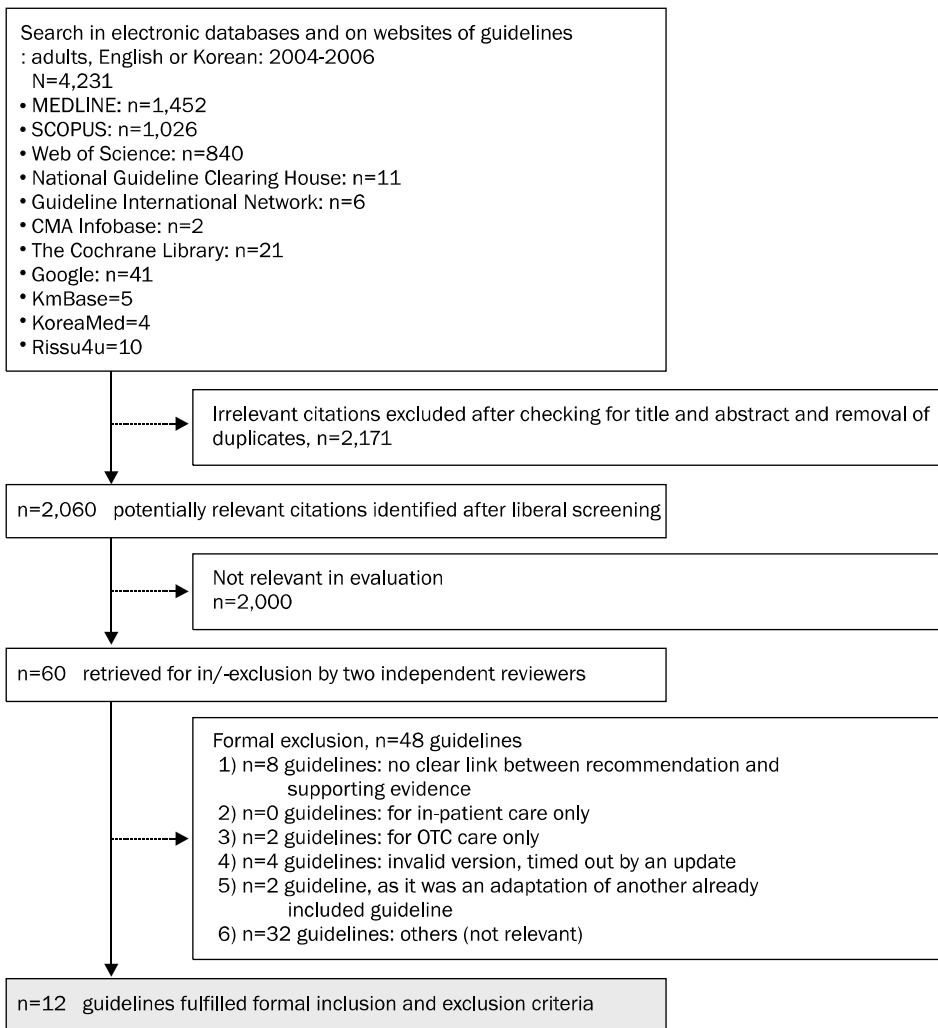 Search in electronic databases and on websites of guidelines
: adults, English or Korean: 2004-2006
N=4,231
• MEDLINE: n=1,452
• SCOPUS: n=1,026
• Web of Science: n=840
• National Guideline Clearing House: n=11
• Guideline International Network: n=6
• CMA Infobase: n=2
• The Cochrane Library: n=21
• Google: n=41
• KmBase=5
• KoreaMed=4
• Rissu4u=10
Irrelevant citations excluded after checking for title and abstract and removal of
duplicates, n=2,171
n=2,060 potentially relevant citations identified after liberal screening
Not relevant in evaluation
n=2,000
n=60 retrieved for in/-exclusion by two independent reviewers
Formal exclusion, n=48 guidelines
1) n=8 guidelines: no clear link between recommendation and
supporting evidence
2) n=0 guidelines: for in-patient care only
3) n=2 guidelines: for OTC care only
4) n=4 guidelines: invalid version, timed out by an update
5) n=2 guideline, as it was an adaptation of another already
included guideline
6) n=32 guidelines: others (not relevant)
n=12 guidelines fulfilled formal inclusion and exclusion criteria